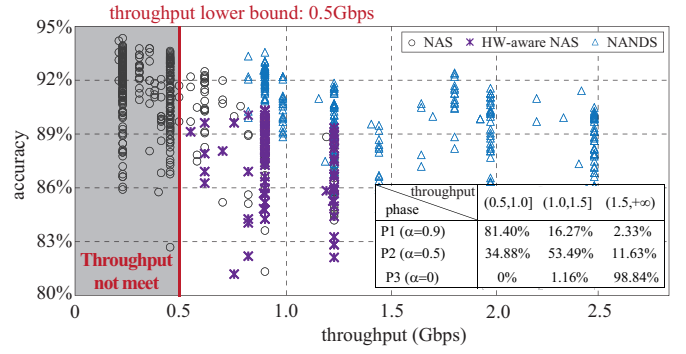 throughput lower bound: 0.5Gbps
95%
NAS HW-aware NAS NANDS
92%
89%
86%
83%
80%
accuracy
Throughput
not meet
throughput (0.5,1.0] (1.0,1.5] (1.5,+∞)
phase
P1 (α=0.9) 81.40% 16.27% 2.33%
P2 (α=0.5) 34.88% 53.49% 11.63%
P3 (α=0) 0% 1.16% 98.84%
0 0.5 1.0 1.5 2.0 2.5
throughput (Gbps)